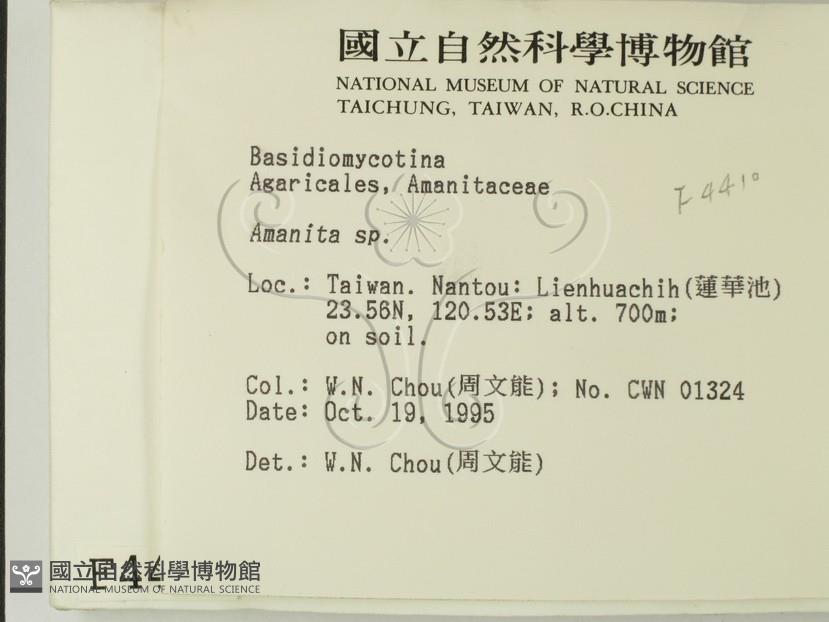 國立自然科學博物館
NATIONAL MUSEUM OF NATURAL SCIENCE
TAICHUNG, TAIWAN, R.O.CHINA
Basidiomycotina
Agaricales, Amanitaceae
F4410
Amanita sp.
Loc.: Taiwan. Nantou: Lienhuachih(蓮華池)
23.56N, 120.53E; alt. 700m;
on soil.
Col.: W.N. Chou(周文能); No. CWN 01324
Date: Oct. 19, 1995
Det.: W.N. Chou(周文能)
國立自然科學博物館
NATIONAL MUSEUM OF NATURAL SCIENCE